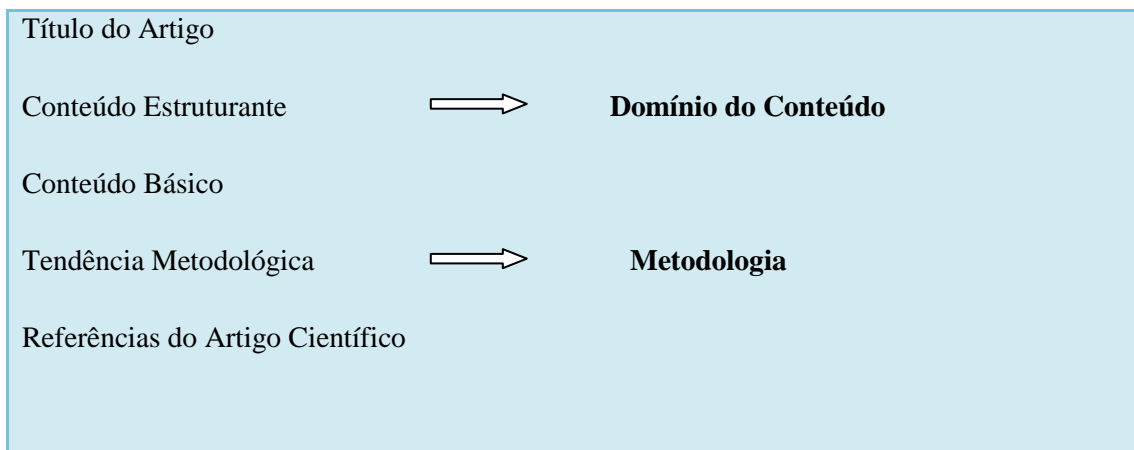 Título do Artigo
Conteúdo Estruturante Domínio do Conteúdo
Conteúdo Básico
Tendência Metodológica Metodologia
Referências do Artigo Científico